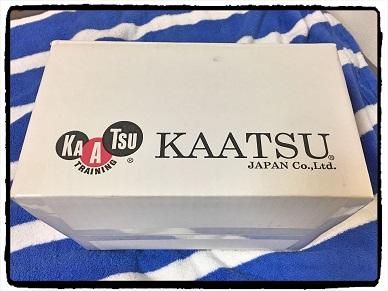 KA A TSU
TRAINING ®
KAATSU®
JAPAN Co.,Ltd.